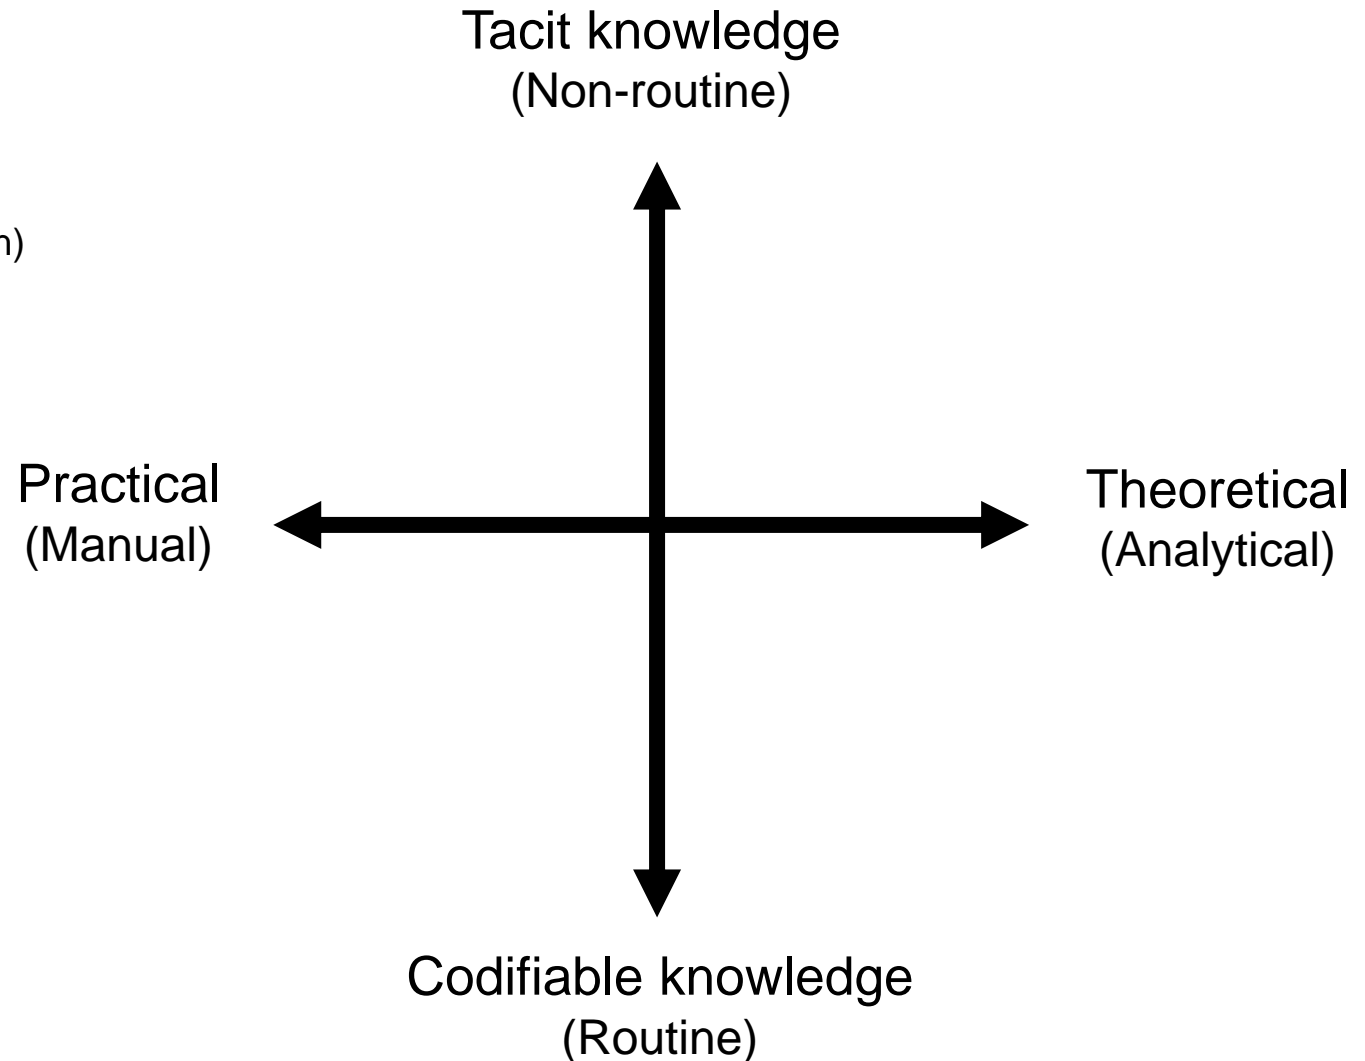 Tacit knowledge
(Non-routine)
Practical
(Manual)
Theoretical
(Analytical)
Codifiable knowledge
(Routine)